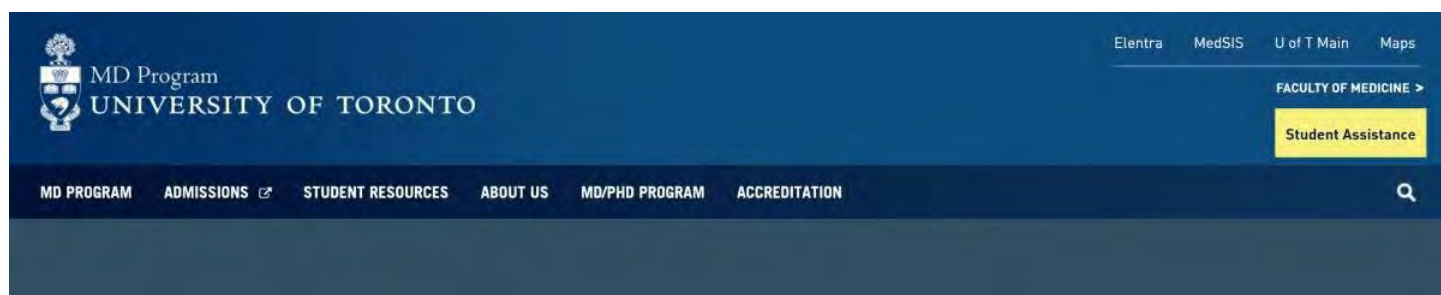 Elentra MedSIS U of T Main Maps
MD Program
UNIVERSITY OF TORONTO
FACULTY OF MEDICINE >
Student Assistance
MD PROGRAM ADMISSIONS STUDENT RESOURCES ABOUT US MD/PHD PROGRAM ACCREDITATION